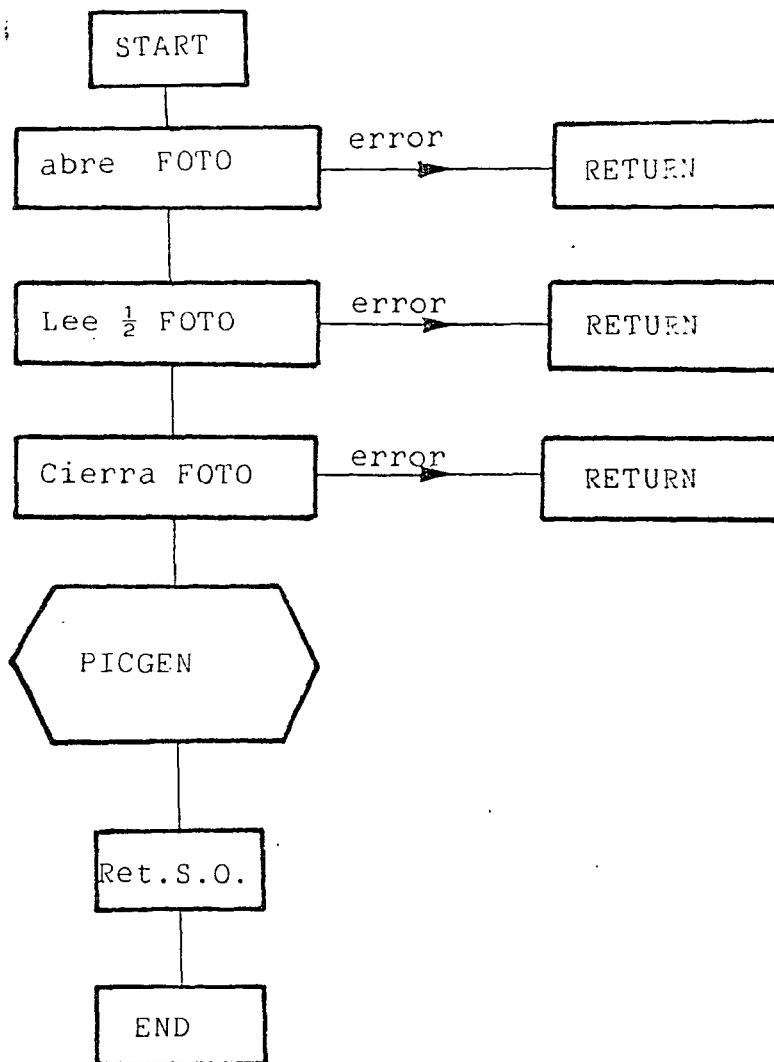 START
abre FOTO
error
RETURN
Lee ½ FOTO
error
RETURN
Cierra FOTO
error
RETURN
PICGEN
Ret.S.O.
END